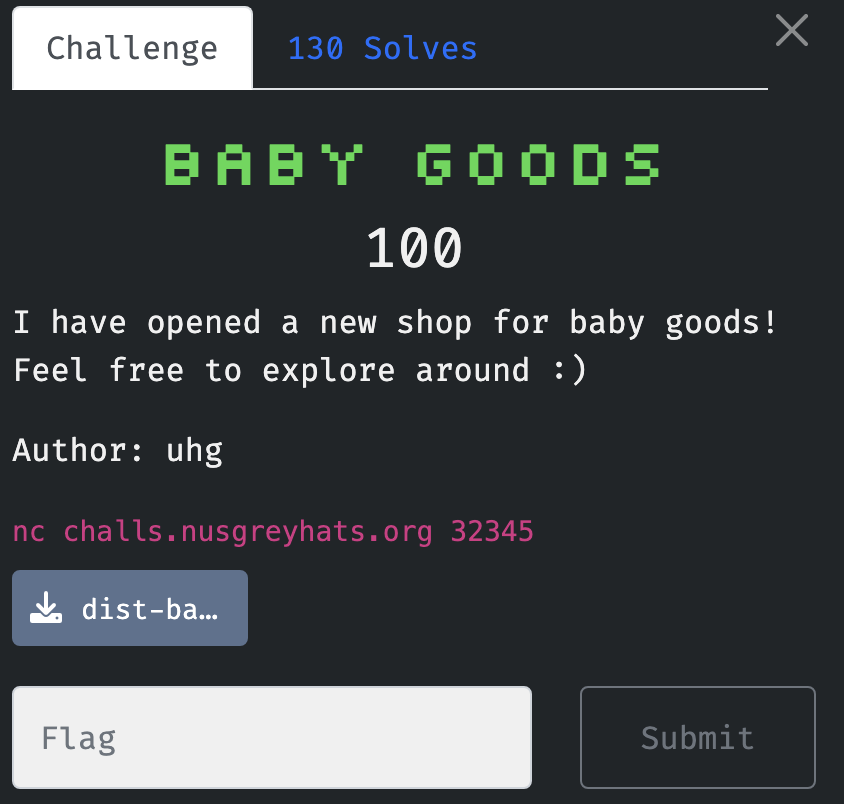 Challenge
130 Solves
BABY GOODS
100
I have opened a new shop for baby goods!
Feel free to explore around :)
Author: uhg
nc challs.nusgreyhats.org 32345
dist-ba…
Flag
Submit